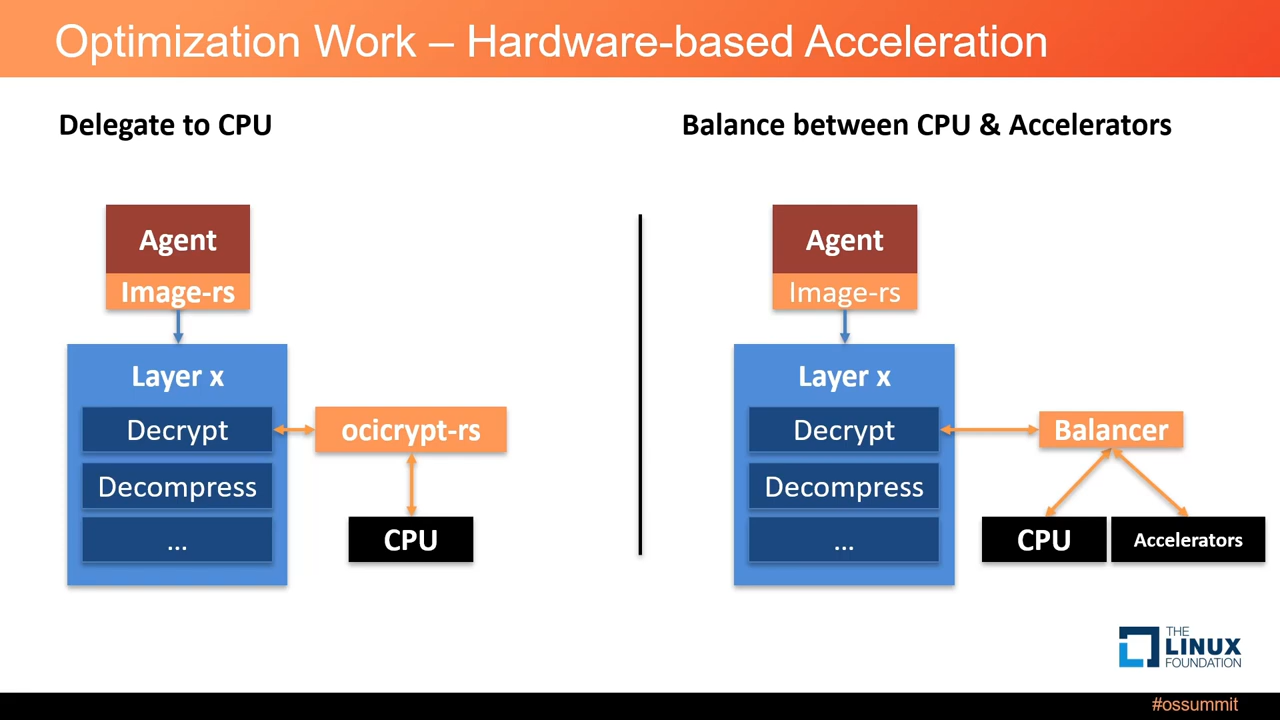 Optimization Work – Hardware-based Acceleration
Delegate to CPU
Agent
Image-rs
Layer x
Decrypt
ocicrypt-rs
Decompress
...
CPU
Balance between CPU & Accelerators
Agent
Image-rs
Layer x
Decrypt
Balancer
Decompress
...
CPU
Accelerators
THE
LINUX
FOUNDATION
#ossummit